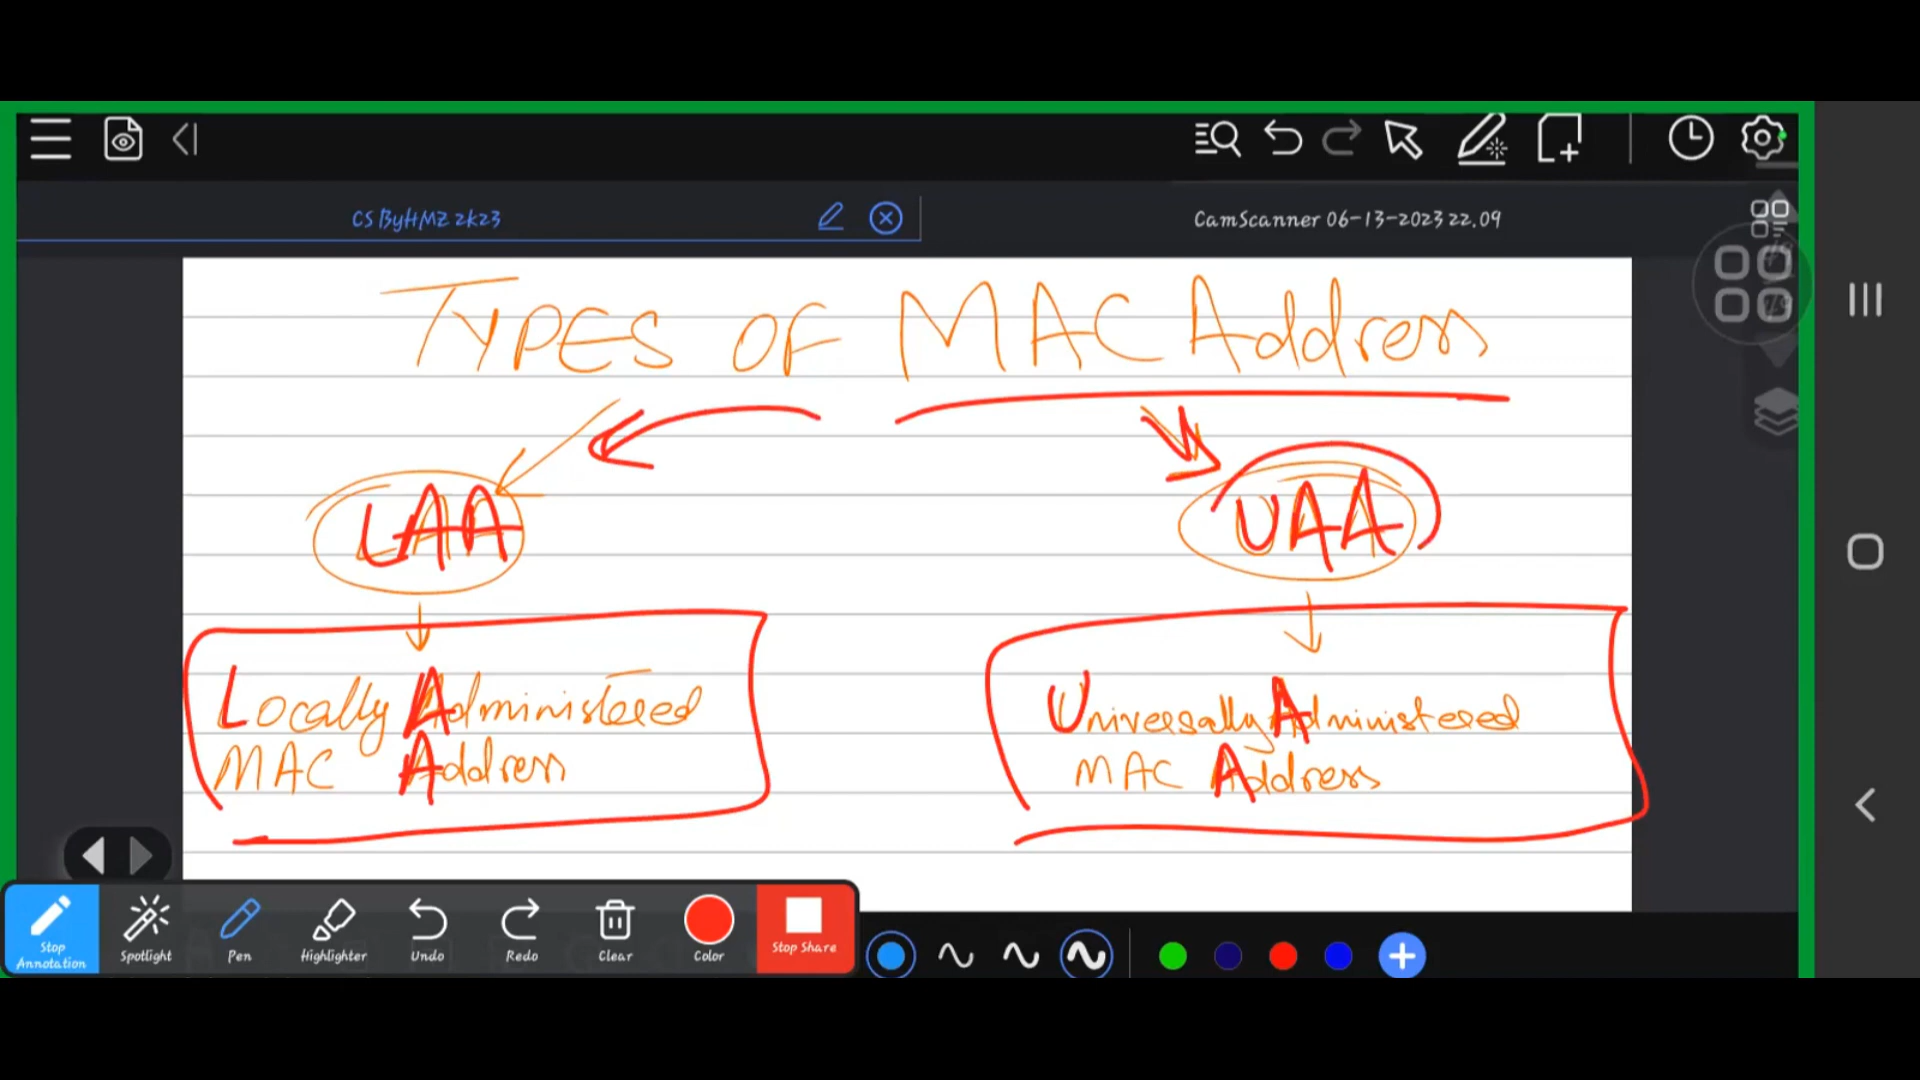 CS ByHMZ 2k23
CamScanner 06-13-2023 22.09
TYPES OF MAC Address
LAA
UAA
Locally Administered
MAC Address
Universally Administered
MAC Address
Stop Annotation
Spotlight
Pen
Highlighter
Undo
Redo
Clear
Color
Stop Share